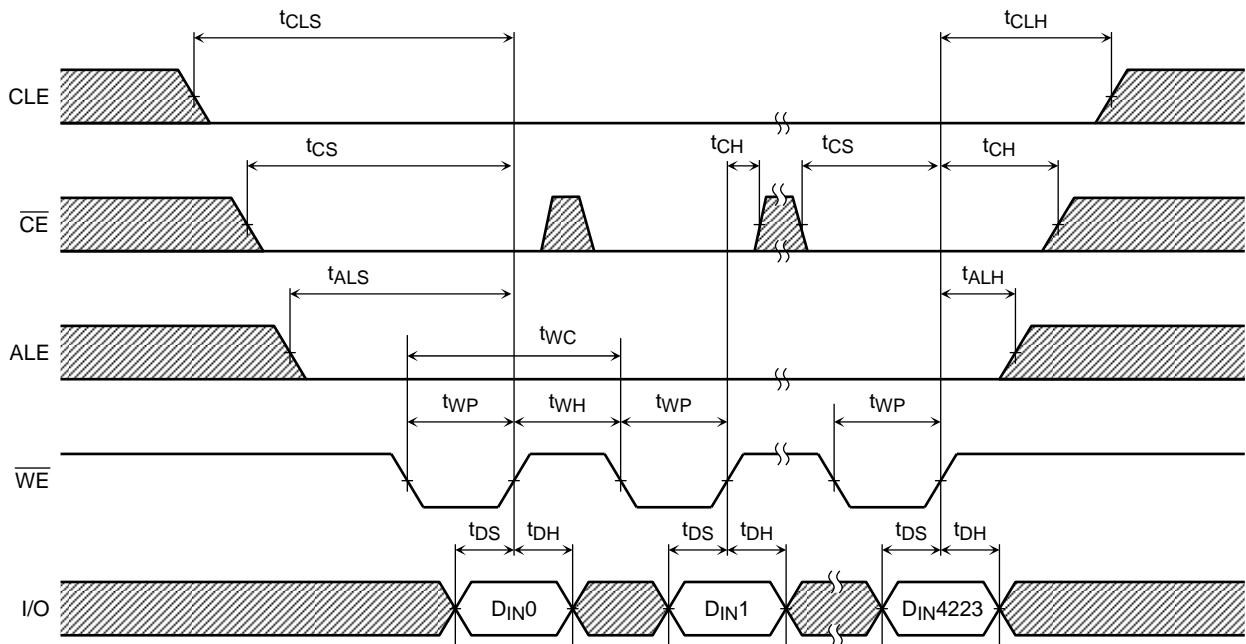 tCLS tCLH
CLE
tCS tCH tCS tCH
CE
tALS tALH
ALE
tWC
tWP tWH tWP tWP
WE
tDS tDH tDS tDH tDS tDH
I/O DIN0 DIN1 DIN4223